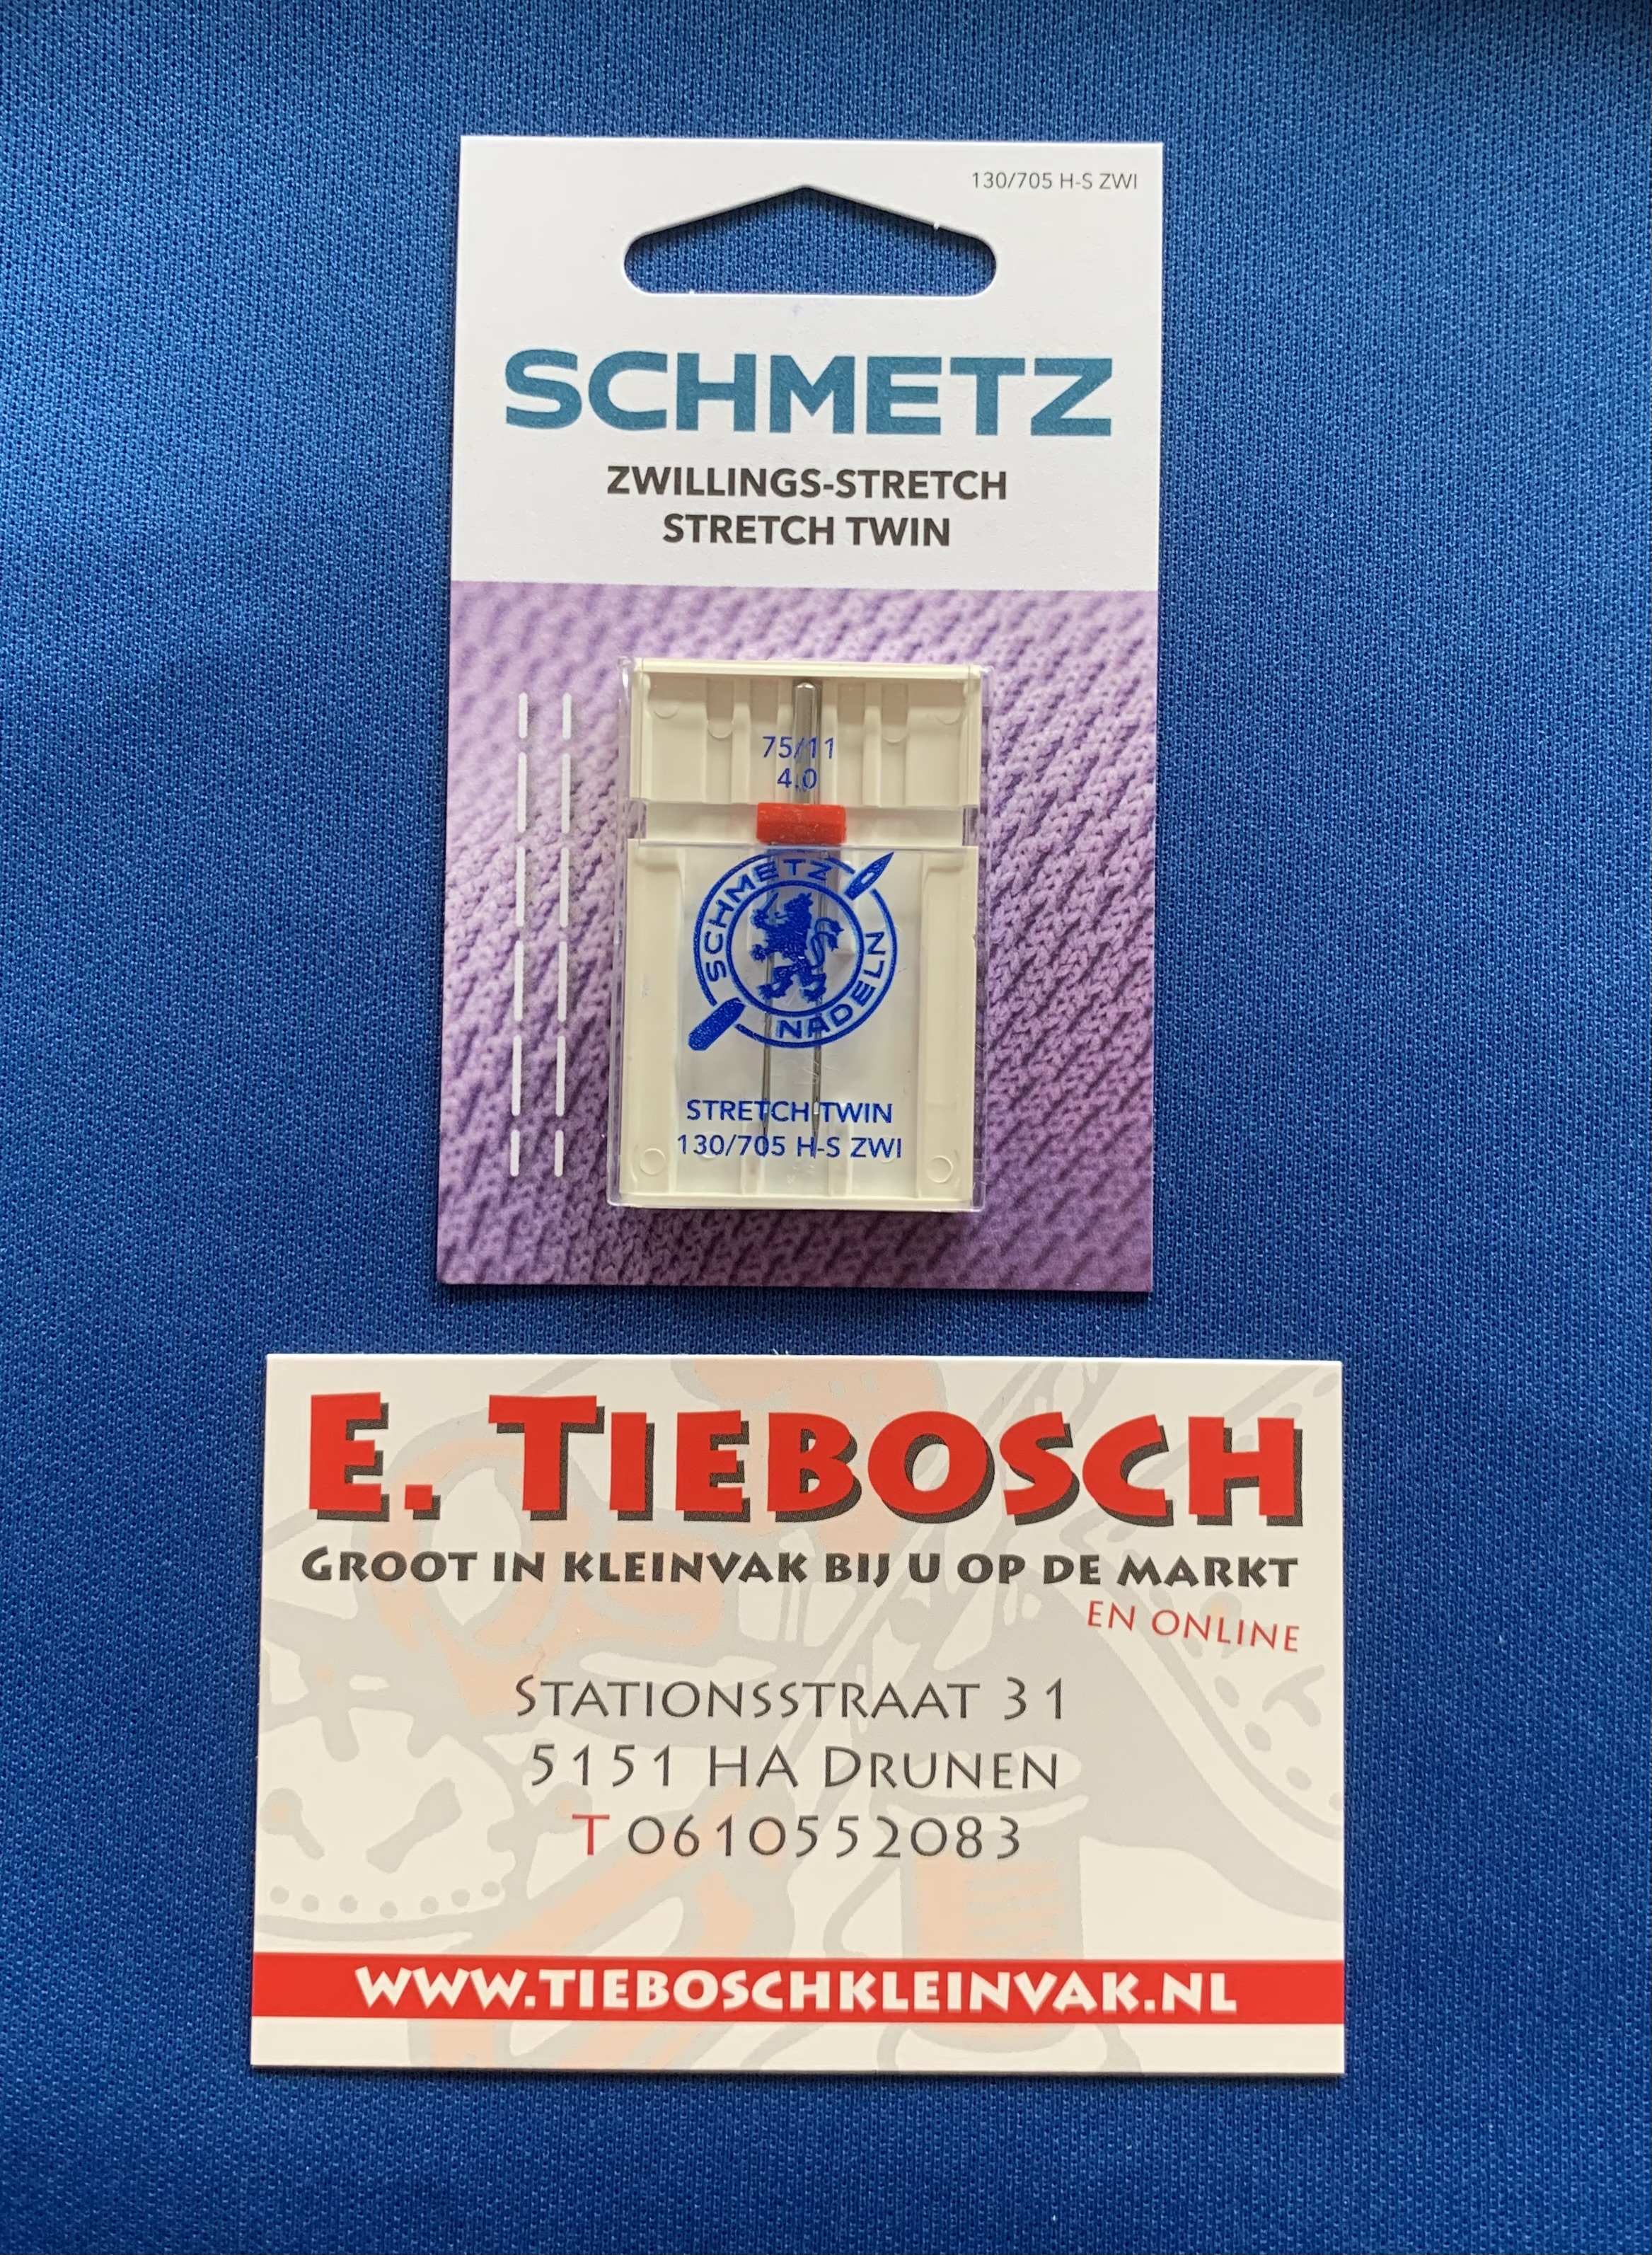 130/705 H-S ZWI
SCHMETZ
ZWILLINGS-STRETCH
STRETCH TWIN
75/11
4.0
SCHMETZ
NADELN
STRETCH TWIN
130/705 H-S ZWI
E. TIEBOSCH
GROOT IN KLEINVAK BIJ U OP DE MARKT
EN ONLINE
STATIONSSTRAAT 31
5151 HA DRUNEN
T 0610552083
WWW.TIEBOSCHKLEINVAK.NL